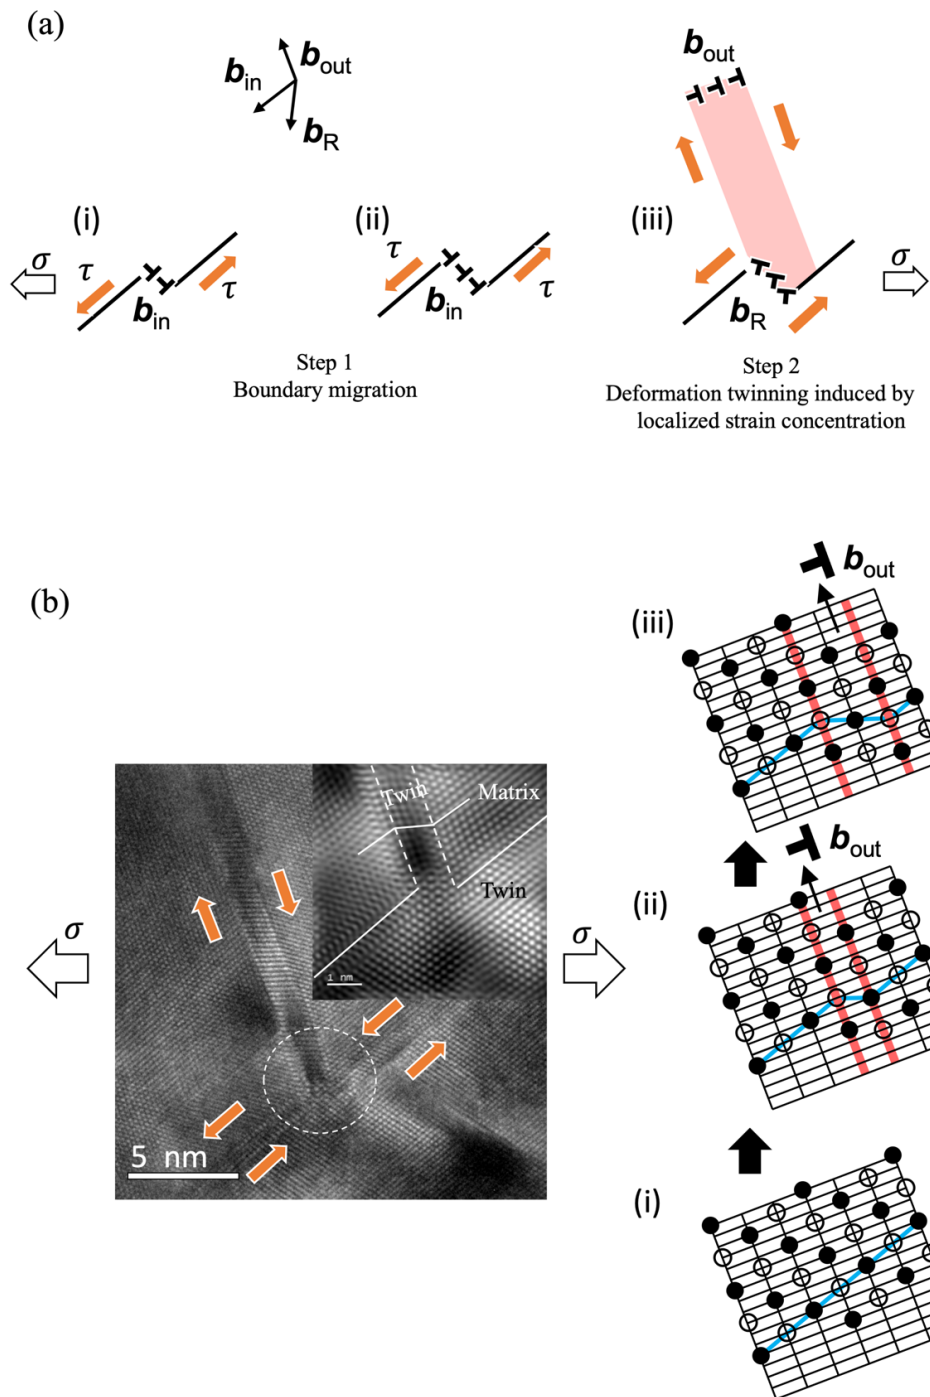 (a)
b_out
b_in
b_R
b_out
(i)
(ii)
(iii)
σ
τ
τ
b_in
τ
τ
b_in
b_R
σ
Step 1
Boundary migration
Step 2
Deformation twinning induced by
localized strain concentration
(b)
(iii)
b_out
Twin
Matrix
Twin
1 nm
σ
σ
5 nm
(ii)
b_out
(i)